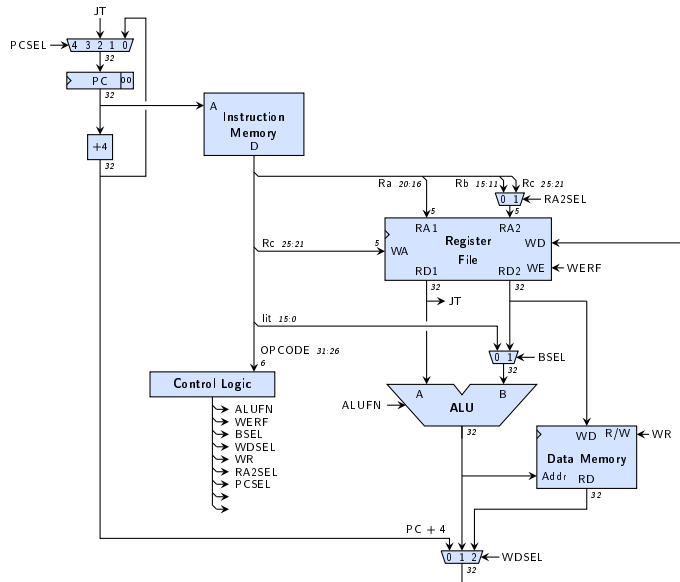 JT
PCSEL
4 3 2 1 0
32
PC
00
32
A
Instruction
Memory
D
+4
32
Ra 20:16
Rb 15:11
Rc 25:21
0 1
RA2SEL
5
5
RA1
RA2
Register
File
WD
Rc 25:21
5
WA
RD1
RD2
WE
WERF
32
32
JT
lit 15:0
OPCODE 31:26
6
0 1
BSEL
32
Control Logic
A
B
ALU
ALUFN
32
ALUFN
WERF
BSEL
WDSEL
WR
RA2SEL
PCSEL
WD
R/W
WR
Data Memory
Addr
RD
32
PC + 4
0 1 2
WDSEL
32